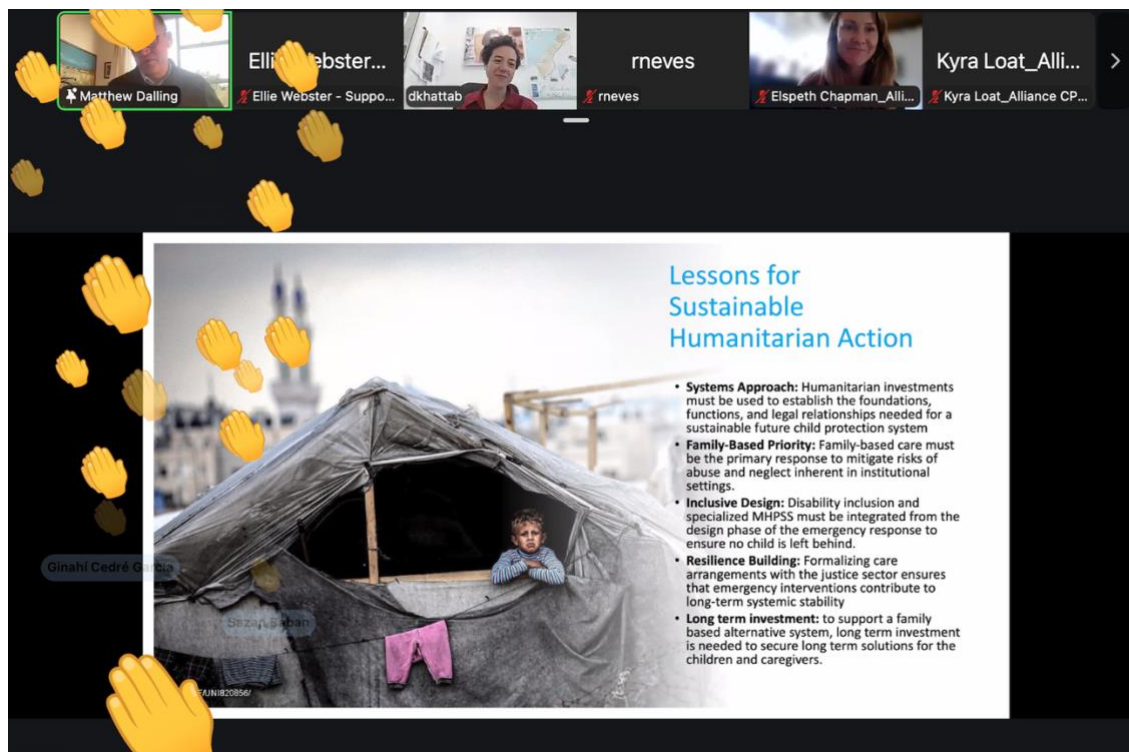 Ellie Webster...
rneves
Kyra Loat_Alli...
Matthew Dalling
Ellie Webster - Suppo...
dkhattab
rneves
Elspeth Chapman_Alli...
Kyra Loat_Alliance CP...
Lessons for
Sustainable
Humanitarian Action
• Systems Approach: Humanitarian investments
must be used to establish the foundations,
functions, and legal relationships needed for a
sustainable future child protection system
• Family-Based Priority: Family-based care must
be the primary response to mitigate risks of
abuse and neglect inherent in institutional
settings.
• Inclusive Design: Disability inclusion and
specialized MHPSS must be integrated from the
design phase of the emergency response to
ensure no child is left behind.
• Resilience Building: Formalizing care
arrangements with the justice sector ensures
that emergency interventions contribute to
long-term systemic stability
• Long term investment: to support a family
based alternative system, long term investment
is needed to secure long term solutions for the
children and caregivers.
Ginahí Cedré García
Saban
/UNI820856/